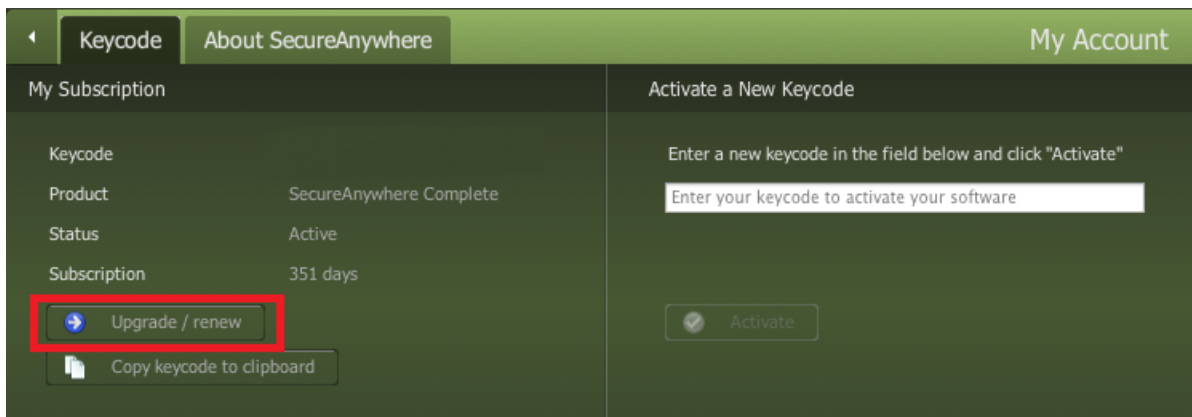 Keycode
About SecureAnywhere
My Account
My Subscription
Keycode
Product SecureAnywhere Complete
Status Active
Subscription 351 days
Upgrade / renew
Copy keycode to clipboard
Activate a New Keycode
Enter a new keycode in the field below and click "Activate"
Enter your keycode to activate your software
Activate